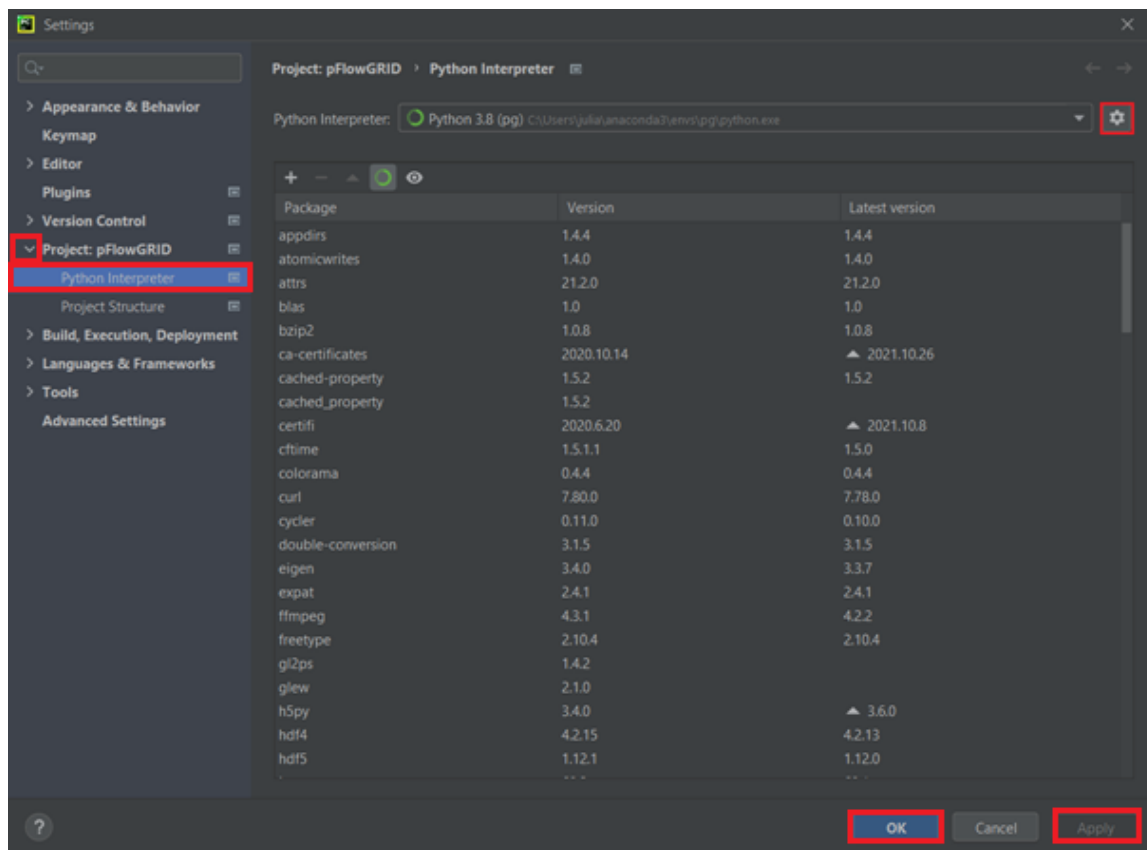 Settings
Project: pFlowGRID › Python Interpreter
Appearance & Behavior
Keymap
Editor
Plugins
Version Control
Project: pFlowGRID
Python Interpreter
Project Structure
Build, Execution, Deployment
Languages & Frameworks
Tools
Advanced Settings
Python Interpreter: Python 3.8 (pg) C:\Users\julia\anaconda3\envs\pg\python.exe
Package Version Latest version
appdirs 1.4.4 1.4.4
atomicwrites 1.4.0 1.4.0
attrs 21.2.0 21.2.0
blas 1.0 1.0
bzip2 1.0.8 1.0.8
ca-certificates 2020.10.14 2021.10.26
cached-property 1.5.2 1.5.2
cached_property 1.5.2
certifi 2020.6.20 2021.10.8
cftime 1.5.1.1 1.5.0
colorama 0.4.4 0.4.4
curl 7.80.0 7.78.0
cycler 0.11.0 0.10.0
double-conversion 3.1.5 3.1.5
eigen 3.4.0 3.3.7
expat 2.4.1 2.4.1
ffmpeg 4.3.1 4.2.2
freetype 2.10.4 2.10.4
gl2ps 1.4.2
glew 2.1.0
h5py 3.4.0 3.6.0
hdf4 4.2.15 4.2.13
hdf5 1.12.1 1.12.0
?
OK Cancel Apply